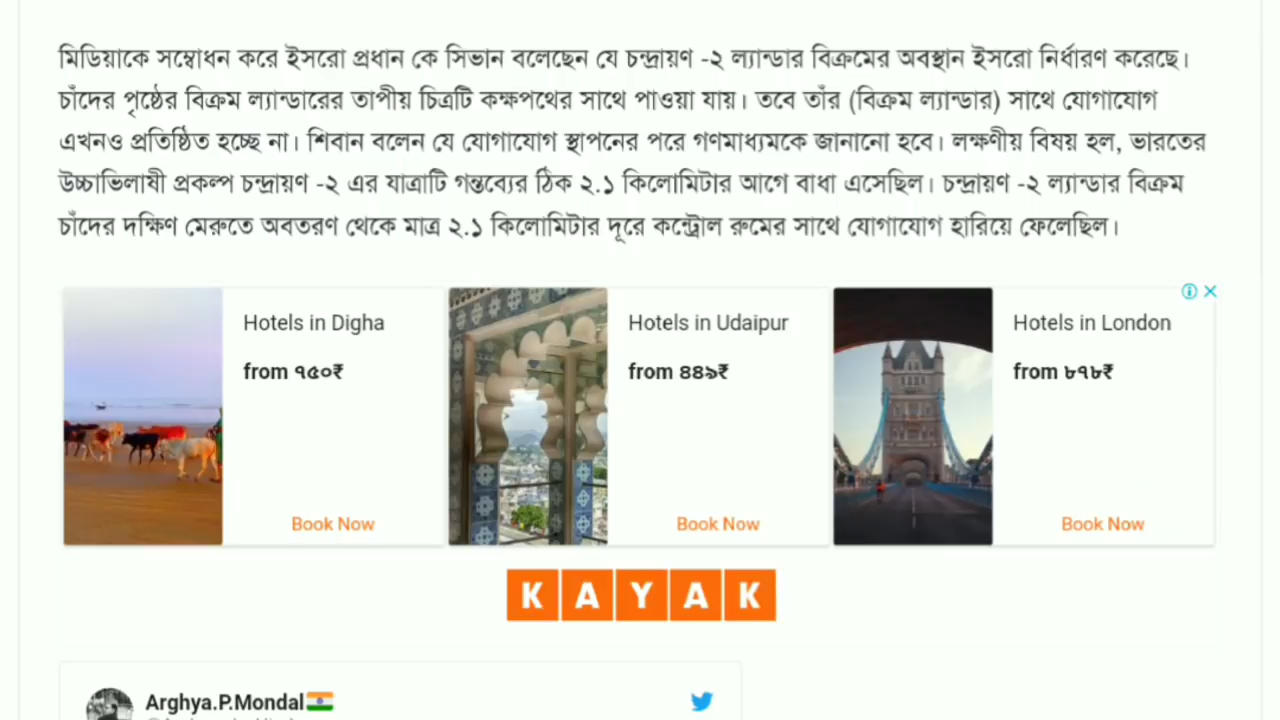 মিডিয়াকে সম্বোধন করে ইসরো প্রধান কে সিভান বলেছেন যে চন্দ্রায়ণ -২ ল্যান্ডার বিক্রমের অবস্থান ইসরো নির্ধারণ করেছে।
চাঁদের পৃষ্ঠের বিক্রম ল্যান্ডারের তাপীয় চিত্রটি কক্ষপথের সাথে পাওয়া যায়। তবে তাঁর (বিক্রম ল্যান্ডার) সাথে যোগাযোগ
এখনও প্রতিষ্ঠিত হচ্ছে না। শিবান বলেন যে যোগাযোগ স্থাপনের পরে গণমাধ্যমকে জানানো হবে। লক্ষণীয় বিষয় হল, ভারতের
উচ্চাভিলাষী প্রকল্প চন্দ্রায়ণ -২ এর যাত্রাটি গন্তব্যের ঠিক ২.১ কিলোমিটার আগে বাধা এসেছিল। চন্দ্রায়ণ -২ ল্যান্ডার বিক্রম
চাঁদের দক্ষিণ মেরুতে অবতরণ থেকে মাত্র ২.১ কিলোমিটার দূরে কন্ট্রোল রুমের সাথে যোগাযোগ হারিয়ে ফেলেছিল।
Hotels in Digha
from ৭৫০₹
Book Now
Hotels in Udaipur
from ৪৪৯₹
Book Now
Hotels in London
from ৮৭৮₹
Book Now
KAYAK
Arghya.P.Mondal